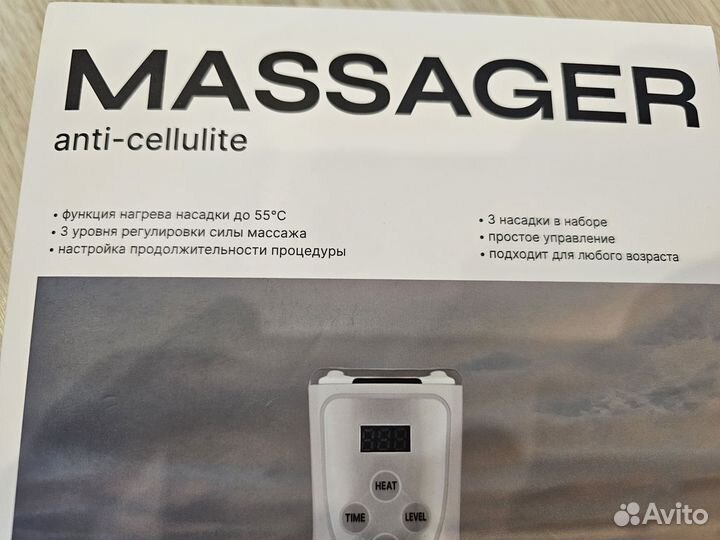 MASSAGER
anti-cellulite
• функция нагрева насадки до 55°C
• 3 уровня регулировки силы массажа
• настройка продолжительности процедуры
• 3 насадки в наборе
• простое управление
• подходит для любого возраста
HEAT
TIME
LEVEL
Avito